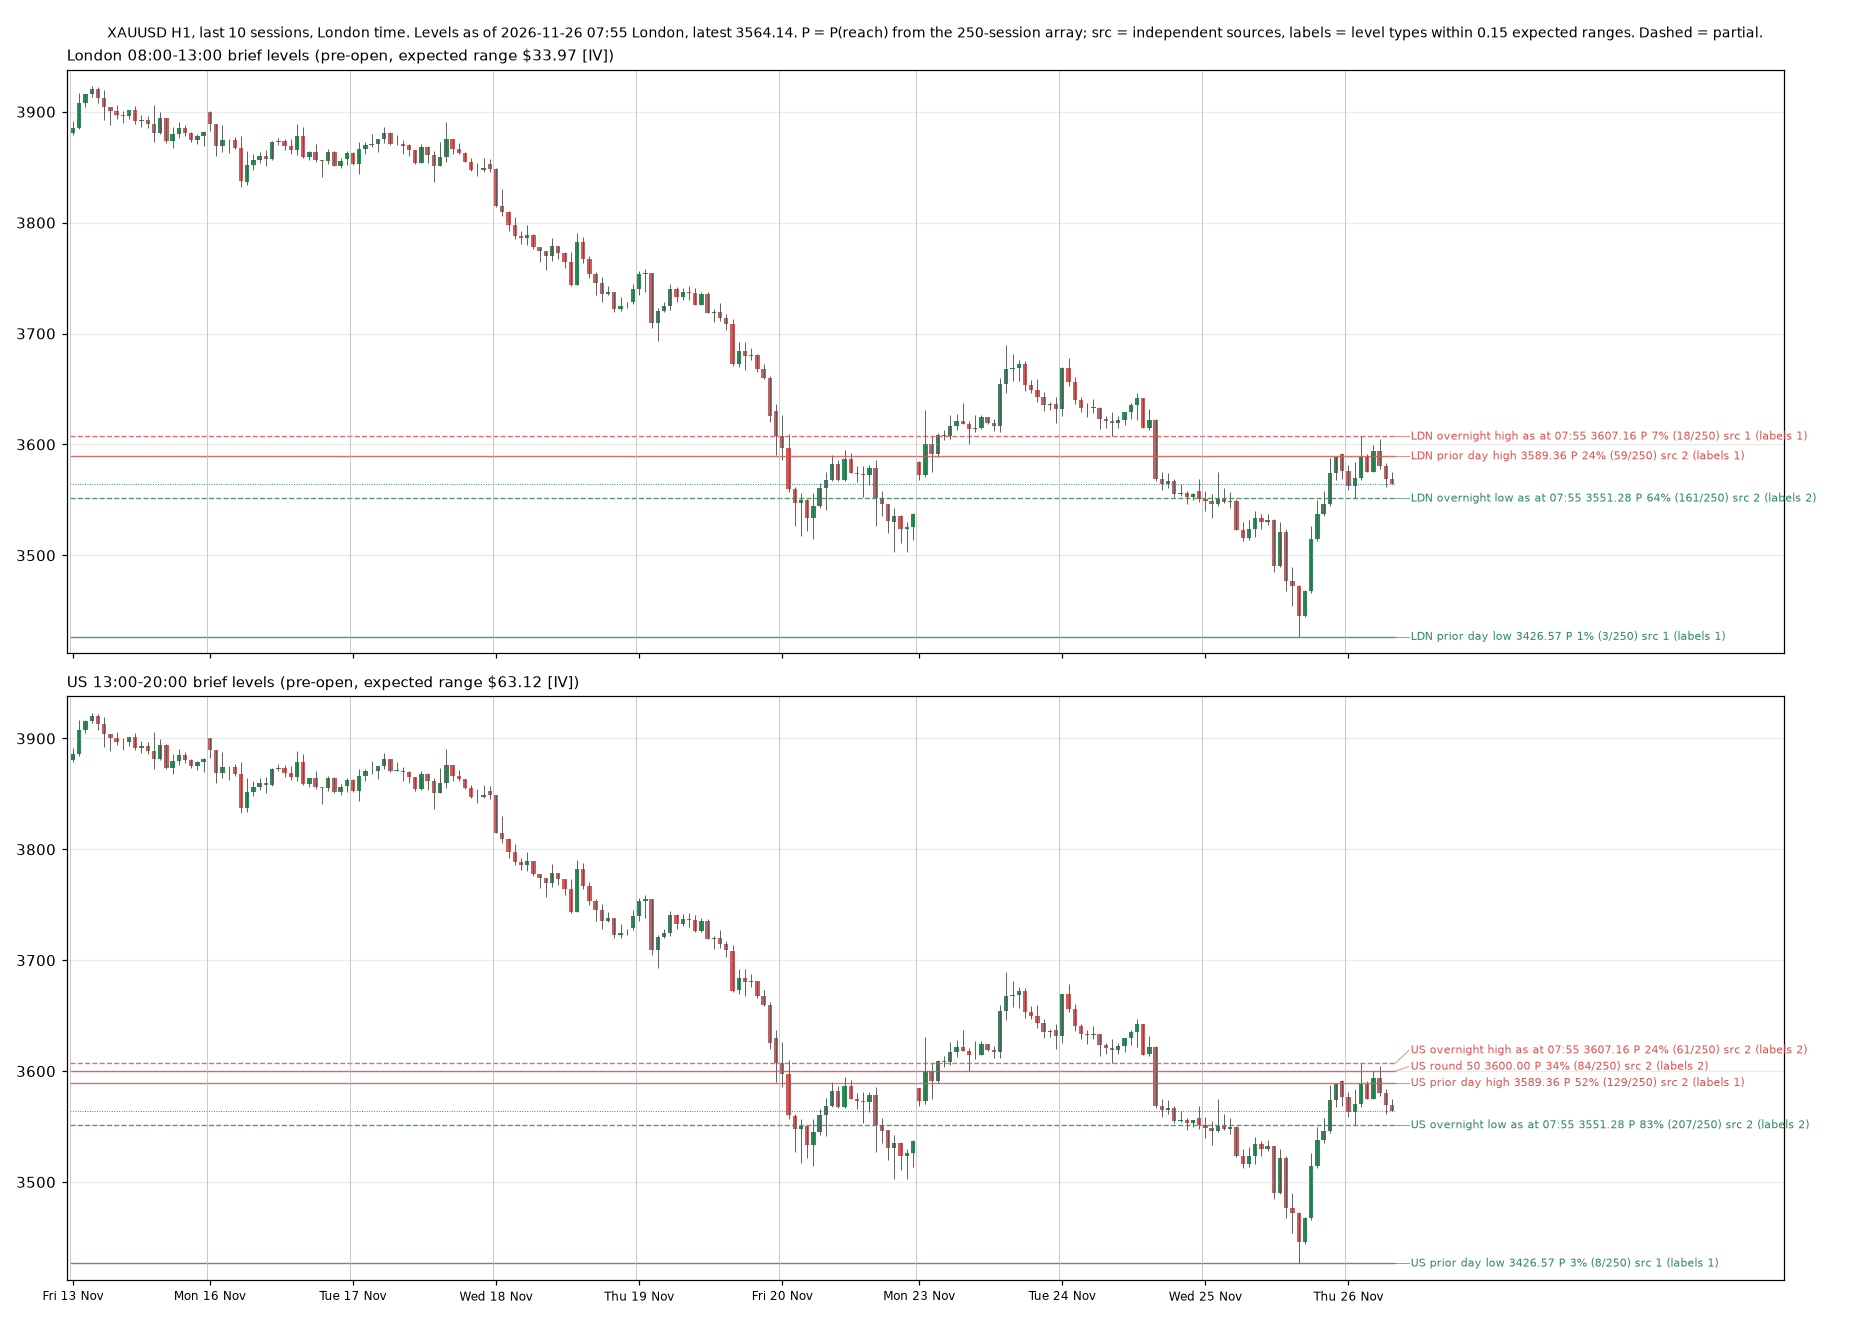 XAUUSD H1, last 10 sessions, London time. Levels as of 2026-11-26 07:55 London, latest 3564.14. P = P(reach) from the 250-session array; src = independent sources, labels = level types within 0.15 expected ranges. Dashed = partial.
London 08:00-13:00 brief levels (pre-open, expected range $33.97 [IV])
3900
3800
3700
3600
3500
LDN overnight high as at 07:55 3607.16 P 7% (18/250) src 1 (labels 1)
LDN prior day high 3589.36 P 24% (59/250) src 2 (labels 1)
LDN overnight low as at 07:55 3551.28 P 64% (161/250) src 2 (labels 2)
LDN prior day low 3426.57 P 1% (3/250) src 1 (labels 1)
US 13:00-20:00 brief levels (pre-open, expected range $63.12 [IV])
3900
3800
3700
3600
3500
US overnight high as at 07:55 3607.16 P 24% (61/250) src 2 (labels 2)
US round 50 3600.00 P 34% (84/250) src 2 (labels 2)
US prior day high 3589.36 P 52% (129/250) src 2 (labels 1)
US overnight low as at 07:55 3551.28 P 83% (207/250) src 2 (labels 2)
US prior day low 3426.57 P 3% (8/250) src 1 (labels 1)
Fri 13 Nov
Mon 16 Nov
Tue 17 Nov
Wed 18 Nov
Thu 19 Nov
Fri 20 Nov
Mon 23 Nov
Tue 24 Nov
Wed 25 Nov
Thu 26 Nov